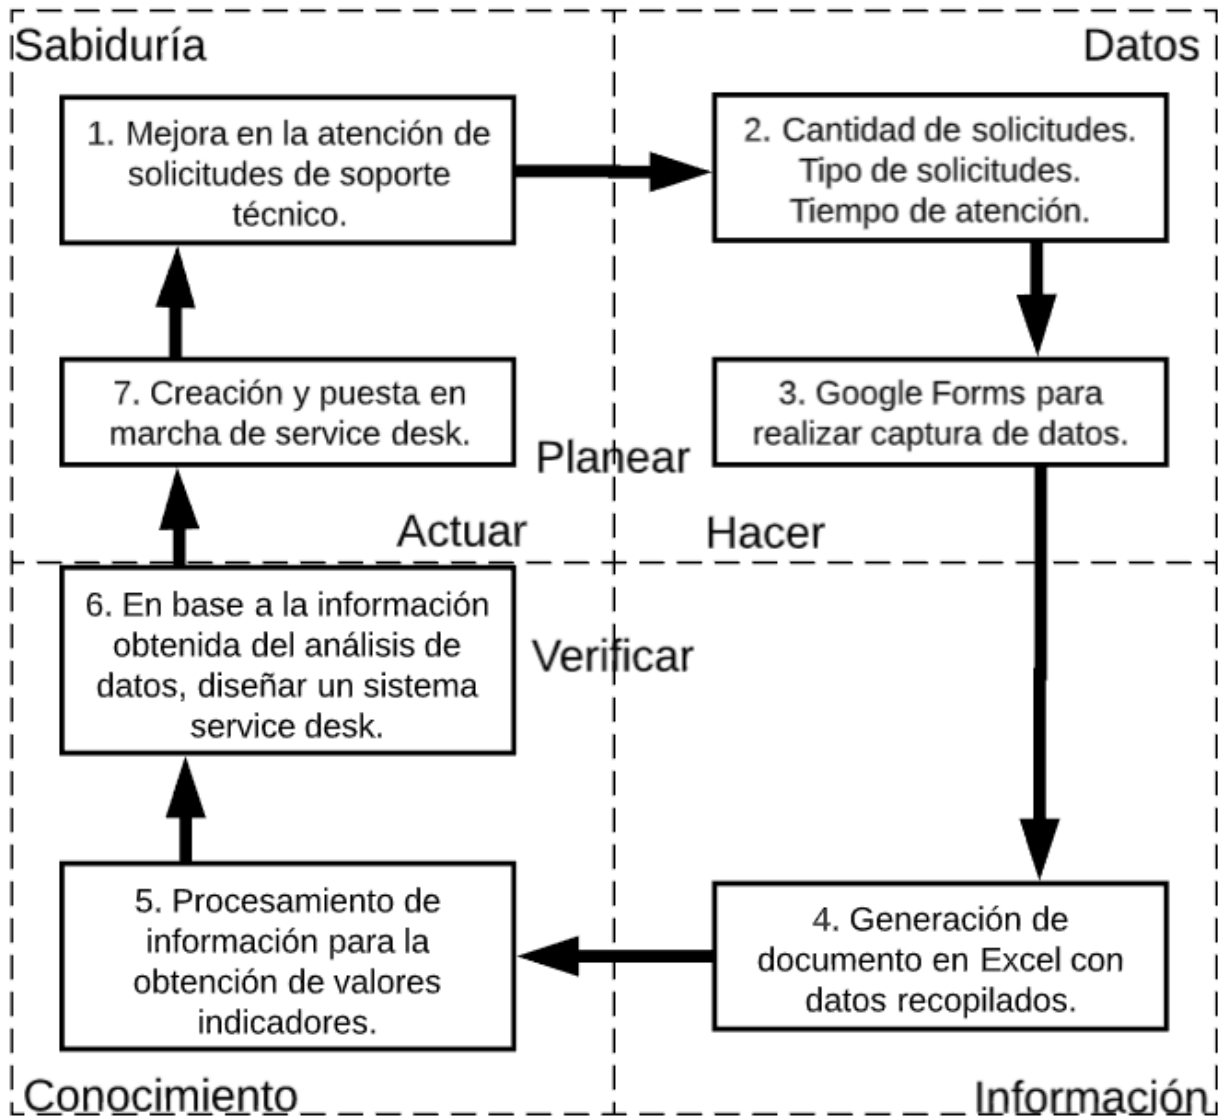 Sabiduría
Datos
1. Mejora en la atención de
solicitudes de soporte
técnico.
2. Cantidad de solicitudes.
Tipo de solicitudes.
Tiempo de atención.
7. Creación y puesta en
marcha de service desk.
3. Google Forms para
realizar captura de datos.
Planear
Actuar
Hacer
6. En base a la información
obtenida del análisis de
datos, diseñar un sistema
service desk.
Verificar
5. Procesamiento de
información para la
obtención de valores
indicadores.
4. Generación de
documento en Excel con
datos recopilados.
Conocimiento
Información